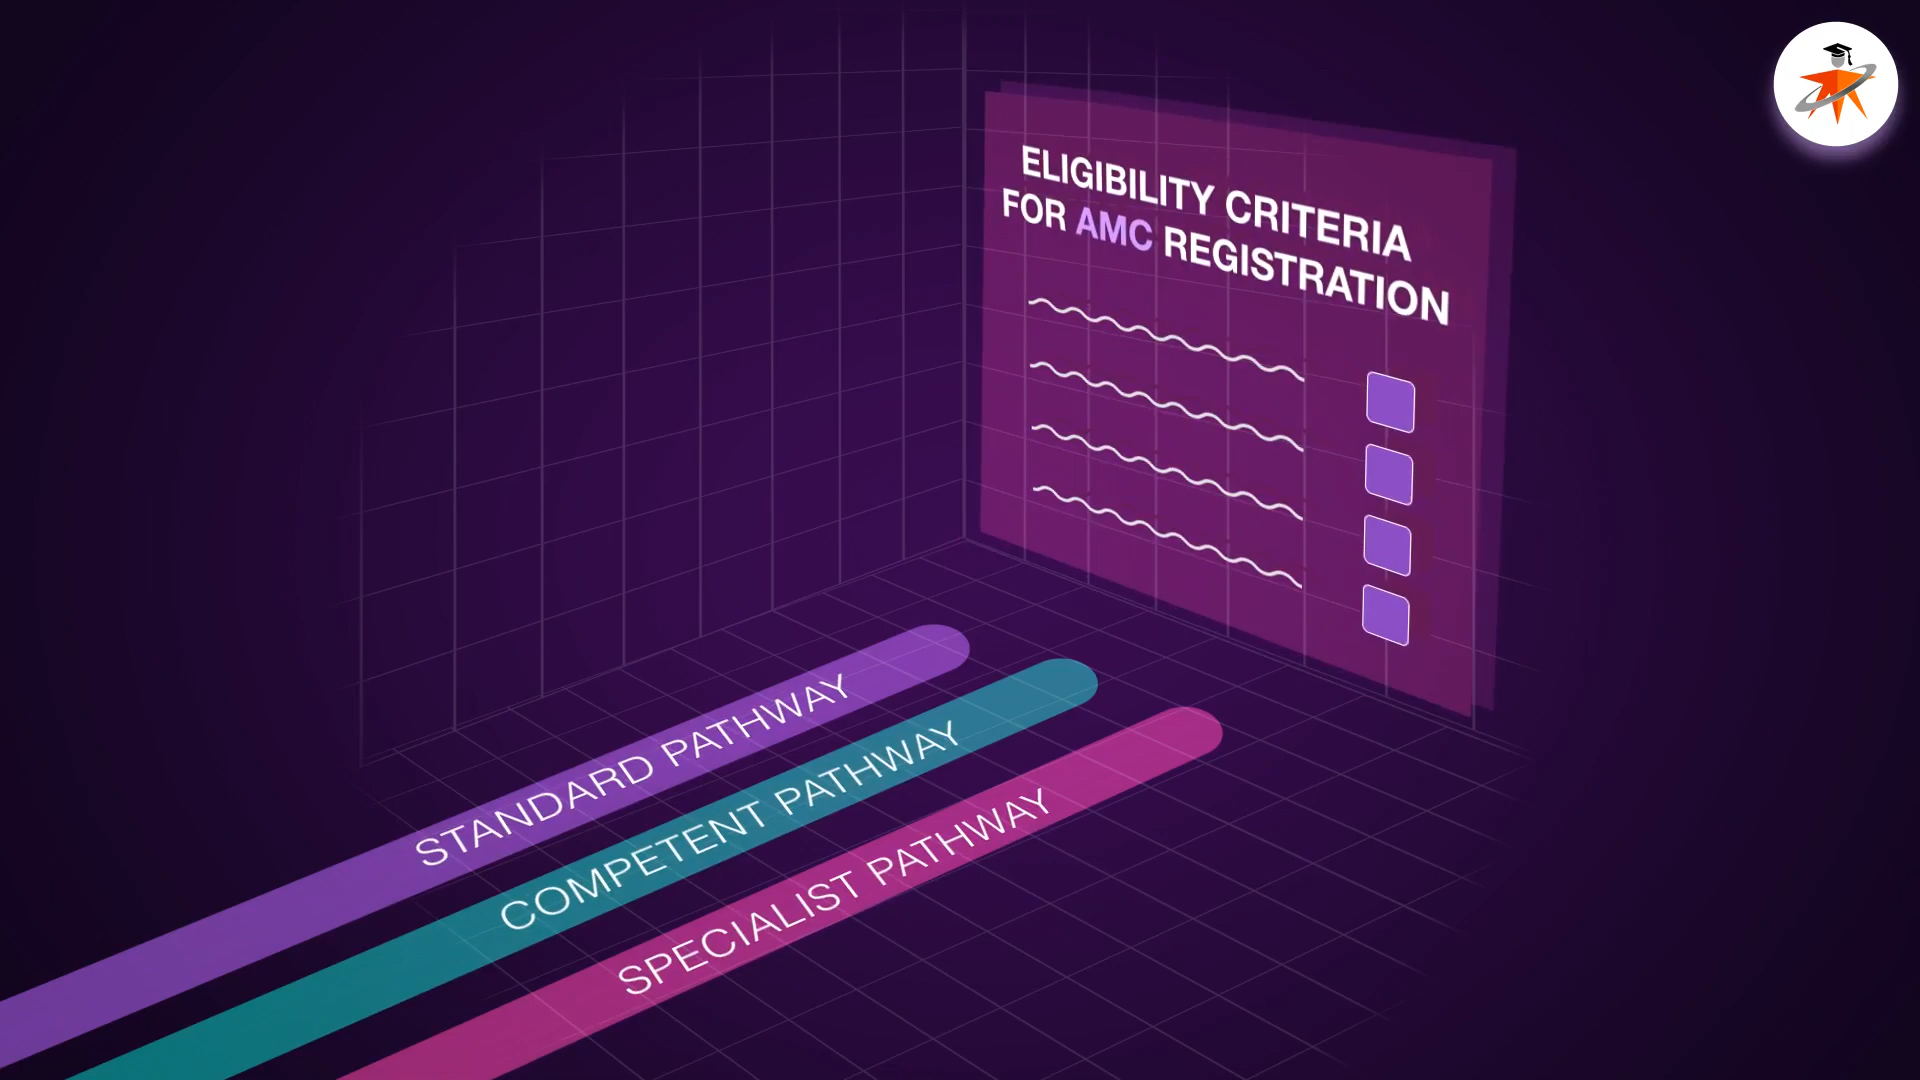 ELIGIBILITY CRITERIA
FOR AMC REGISTRATION
STANDARD PATHWAY
COMPETENT PATHWAY
SPECIALIST PATHWAY